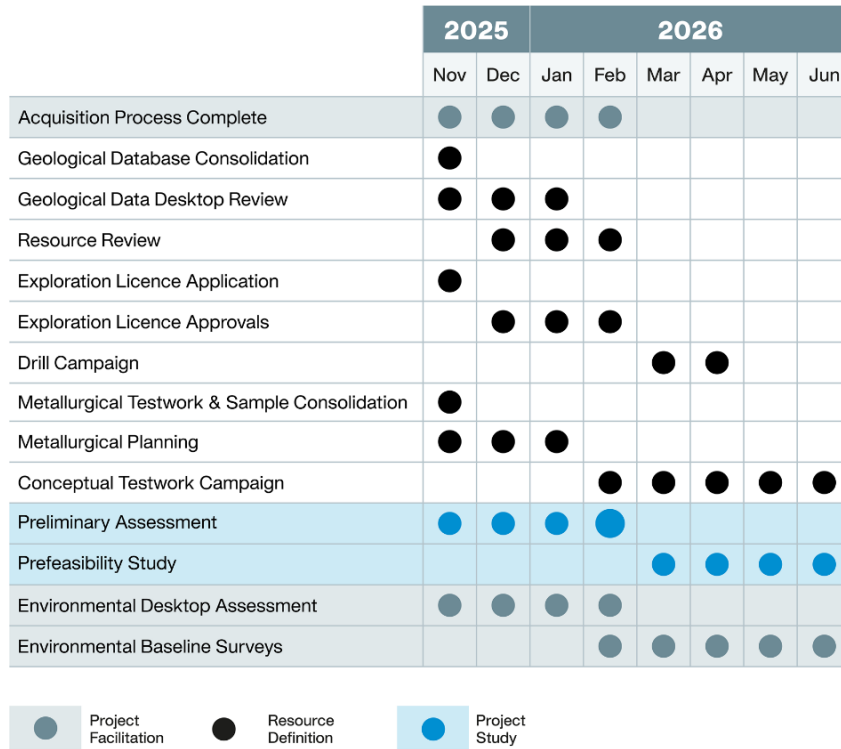 2025 2026
Nov Dec Jan Feb Mar Apr May Jun
Acquisition Process Complete
Geological Database Consolidation
Geological Data Desktop Review
Resource Review
Exploration Licence Application
Exploration Licence Approvals
Drill Campaign
Metallurgical Testwork & Sample Consolidation
Metallurgical Planning
Conceptual Testwork Campaign
Preliminary Assessment
Prefeasibility Study
Environmental Desktop Assessment
Environmental Baseline Surveys
Project
Facilitation
Resource
Definition
Project
Study